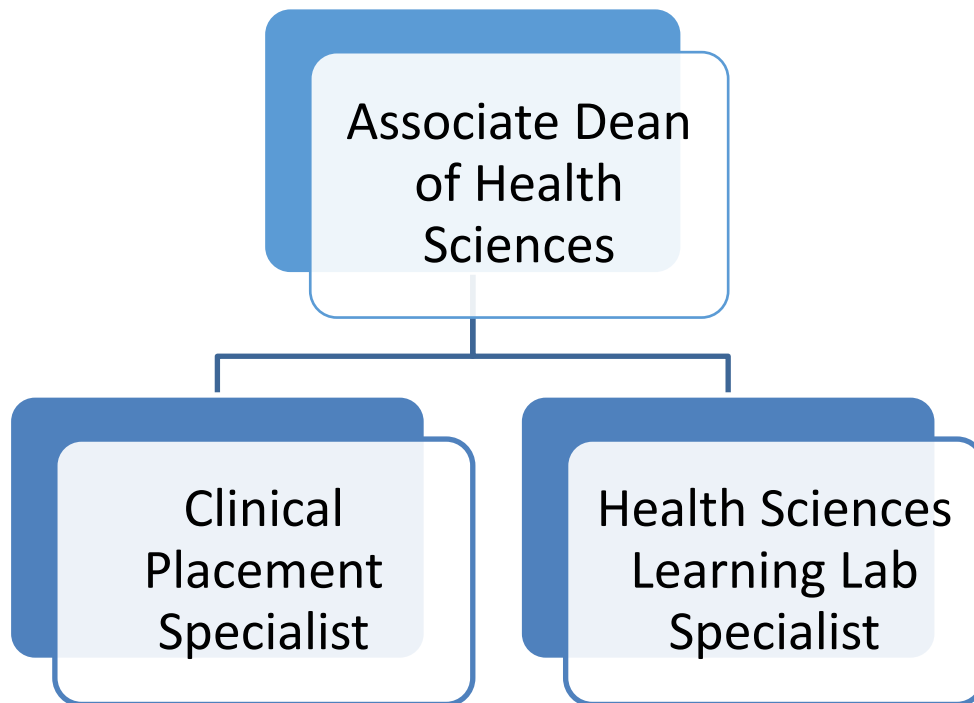 Associate Dean
of Health
Sciences
Clinical
Placement
Specialist
Health Sciences
Learning Lab
Specialist